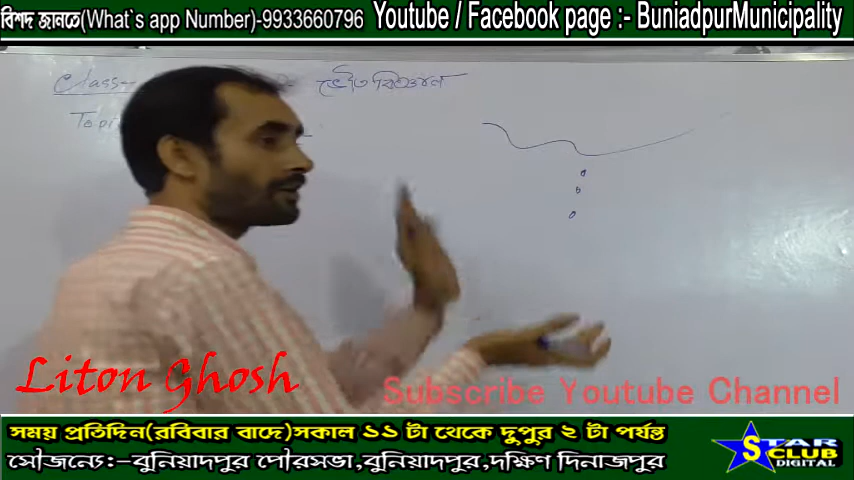 বিশদ জানতে(What`s app Number)-9933660796 Youtube / Facebook page :- BuniadpurMunicipality
Class- ভৌত বিজ্ঞান
Liton Ghosh
Subscribe Youtube Channel
সময় প্রতিদিন(রবিবার বাদে)সকাল ১১ টা থেকে দুপুর ২ টা পর্যন্ত
সৌজন্যে:-বুনিয়াদপুর পৌরসভা,বুনিয়াদপুর,দক্ষিণ দিনাজপুর
STAR CLUB
DIGITAL